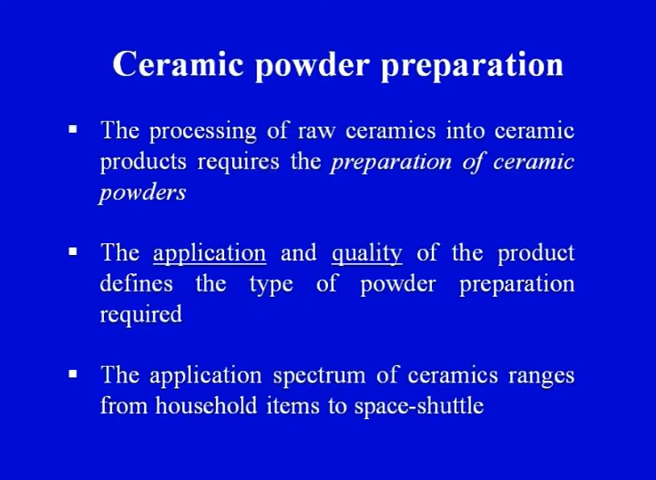 Ceramic powder preparation
▪ The processing of raw ceramics into ceramic
products requires the preparation of ceramic
powders
▪ The application and quality of the product
defines the type of powder preparation
required
▪ The application spectrum of ceramics ranges
from household items to space-shuttle